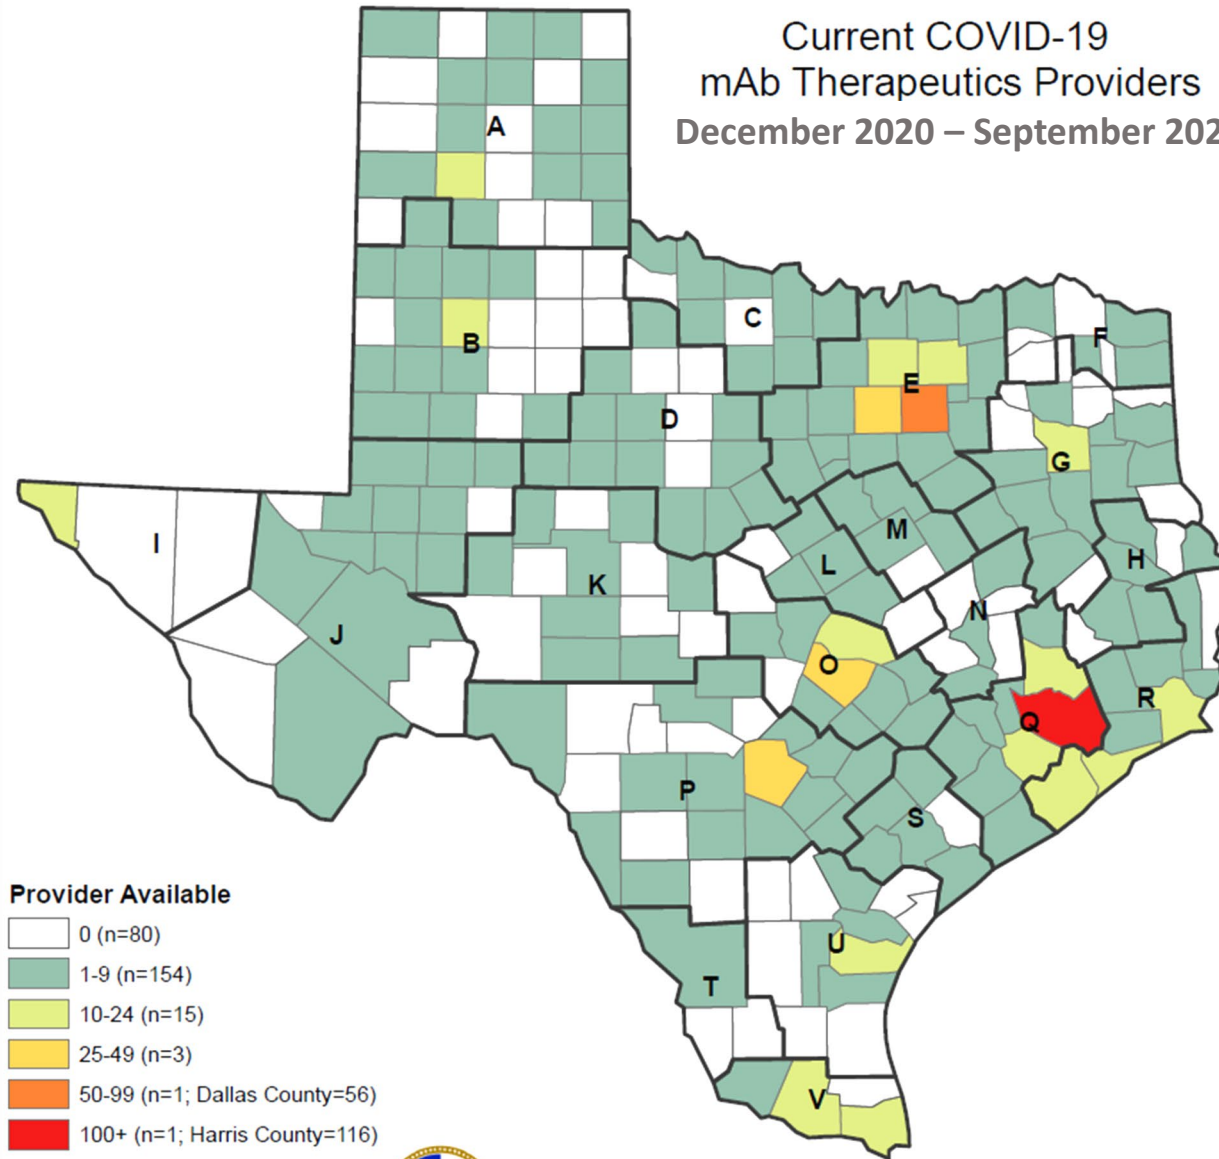 Current COVID-19
mAb Therapeutics Providers
December 2020 – September 202
A
B
C
D
E
F
G
H
I
J
K
L
M
N
O
P
Q
R
S
T
U
V
Provider Available
0 (n=80)
1-9 (n=154)
10-24 (n=15)
25-49 (n=3)
50-99 (n=1; Dallas County=56)
100+ (n=1; Harris County=116)